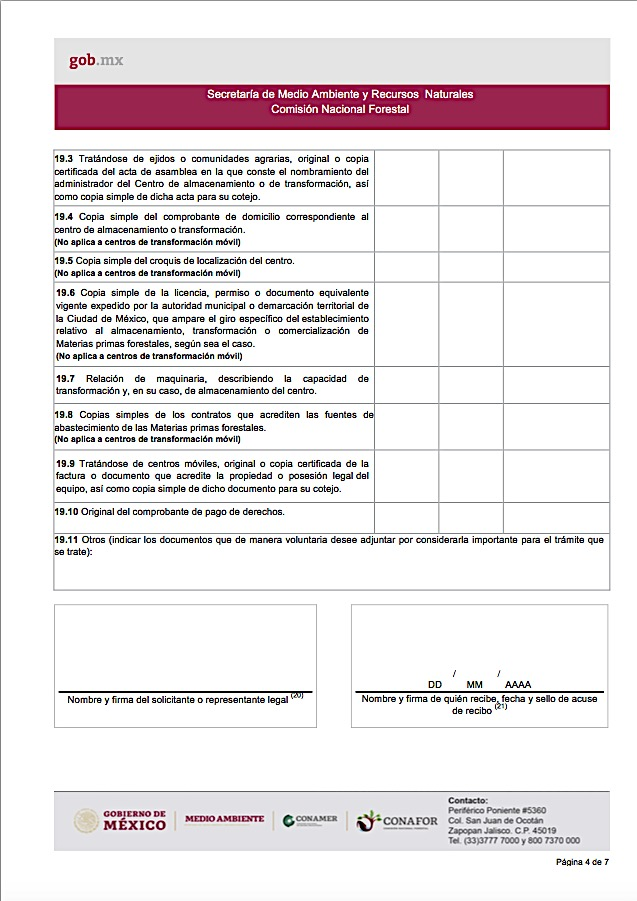 gob.mx
Secretaría de Medio Ambiente y Recursos Naturales
Comisión Nacional Forestal
19.3 Tratándose de ejidos o comunidades agrarias, original o copia
certificada del acta de asamblea en la que conste el nombramiento del
administrador del Centro de almacenamiento o de transformación, así
como copia simple de dicha acta para su cotejo.
19.4 Copia simple del comprobante de domicilio correspondiente al
centro de almacenamiento o transformación.
(No aplica a centros de transformación móvil)
19.5 Copia simple del croquis de localización del centro.
(No aplica a centros de transformación móvil)
19.6 Copia simple de la licencia, permiso o documento equivalente
vigente expedido por la autoridad municipal o demarcación territorial de
la Ciudad de México, que ampare el giro específico del establecimiento
relativo al almacenamiento, transformación o comercialización de
Materias primas forestales, según sea el caso.
(No aplica a centros de transformación móvil)
19.7 Relación de maquinaria, describiendo la capacidad de
transformación y, en su caso, de almacenamiento del centro.
19.8 Copias simples de los contratos que acrediten las fuentes de
abastecimiento de las Materias primas forestales.
(No aplica a centros de transformación móvil)
19.9 Tratándose de centros móviles, original o copia certificada de la
factura o documento que acredite la propiedad o posesión legal del
equipo, así como copia simple de dicho documento para su cotejo.
19.10 Original del comprobante de pago de derechos.
19.11 Otros (indicar los documentos que de manera voluntaria desee adjuntar por considerarla importante para el trámite que
se trate):
Nombre y firma del solicitante o representante legal (20)
/ /
DD MM AAAA
Nombre y firma de quién recibe, fecha y sello de acuse
de recibo (21)
GOBIERNO DE
MÉXICO
MEDIO AMBIENTE
CONAMER
CONAFOR
COMISIÓN NACIONAL FORESTAL
Contacto:
Periférico Poniente #5360
Col. San Juan de Ocotán
Zapopan Jalisco. C.P. 45019
Tel. (33)3777 7000 y 800 7370 000
Página 4 de 7